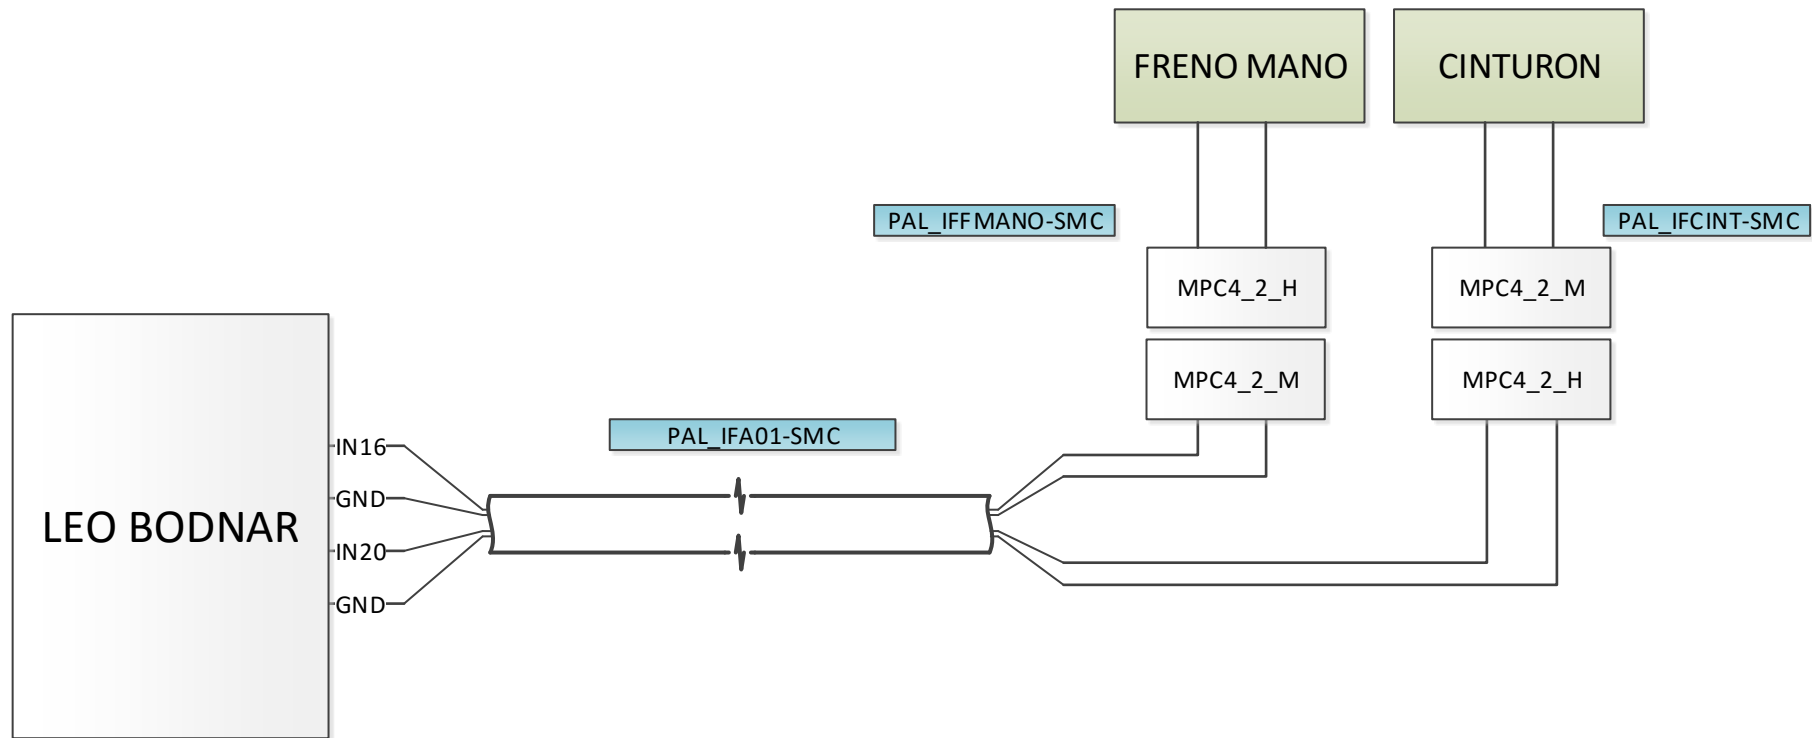 FRENO MANO
CINTURON
PAL_IFFMANO-SMC
PAL_IFCINT-SMC
MPC4_2_H
MPC4_2_M
MPC4_2_M
MPC4_2_H
PAL_IFA01-SMC
LEO BODNAR
IN16
GND
IN20
GND